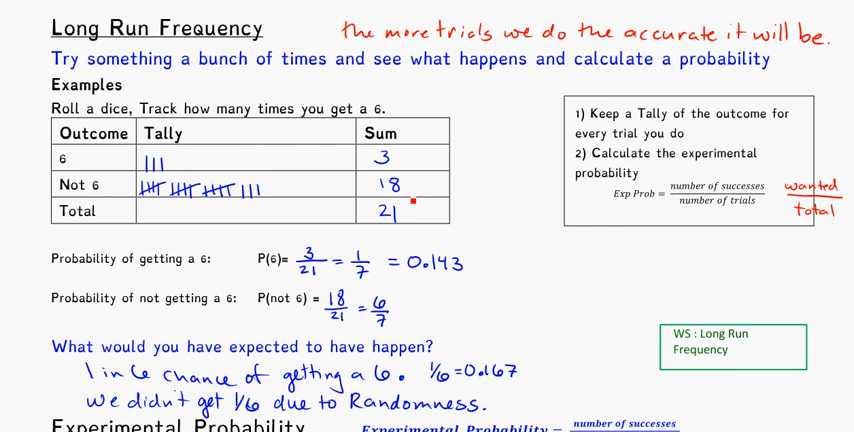 Long Run Frequency
the more trials we do the accurate it will be.
Try something a bunch of times and see what happens and calculate a probability
Examples
Roll a dice, Track how many times you get a 6.
Outcome Tally Sum
6 ||| 3
Not 6 |||| |||| |||| ||| 18
Total 21
1) Keep a Tally of the outcome for
every trial you do
2) Calculate the experimental
probability
Exp Prob = number of successes / number of trials
wanted / total
Probability of getting a 6: P(6)= 3/21 = 1/7 = 0.143
Probability of not getting a 6: P(not 6) = 18/21 = 6/7
What would you have expected to have happen?
1 in 6 chance of getting a 6. 1/6 = 0.167
We didn't get 1/6 due to Randomness.
WS : Long Run
Frequency
Experimental Probability
Experimental Probability = number of successes